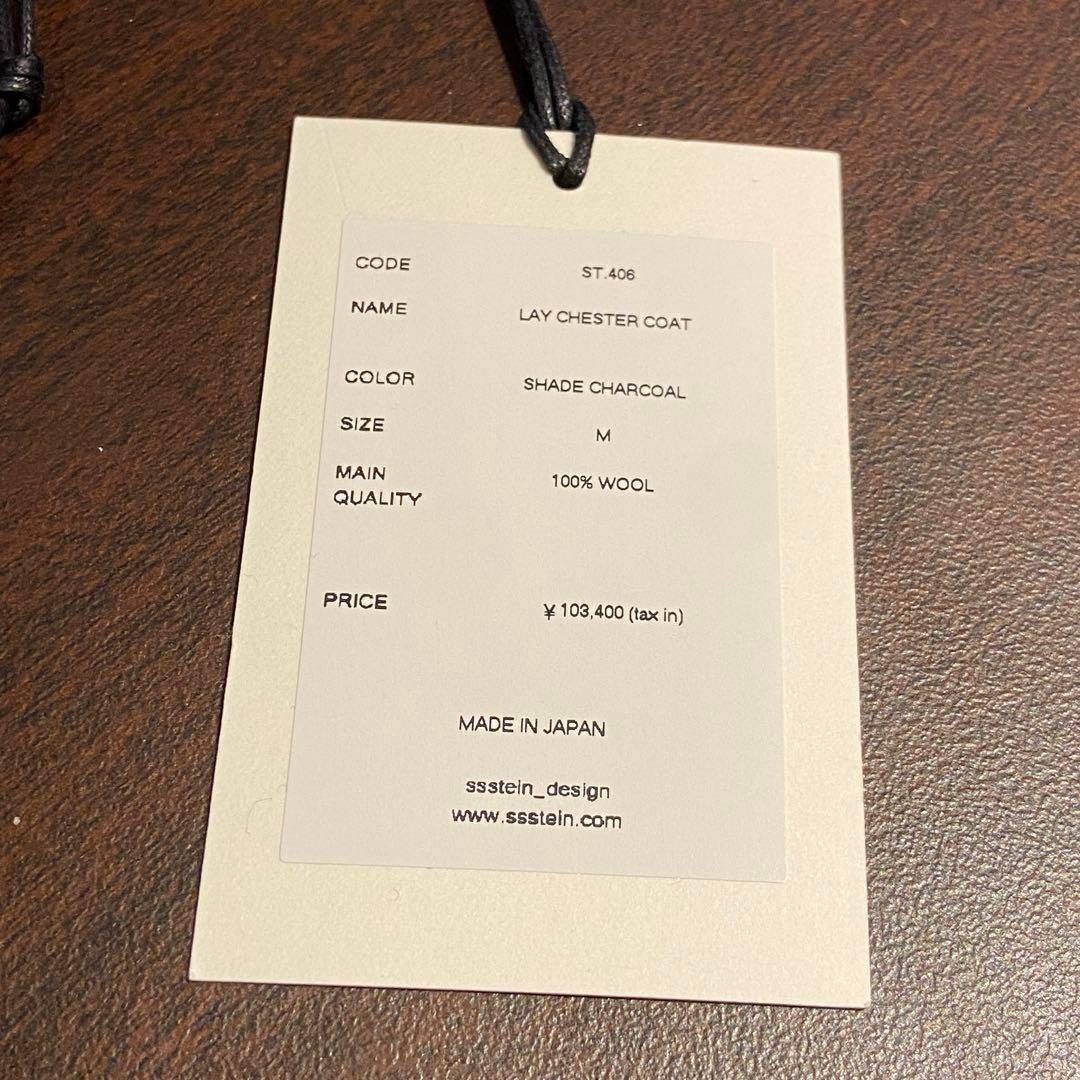 CODE ST.406
NAME LAY CHESTER COAT
COLOR SHADE CHARCOAL
SIZE M
MAIN QUALITY 100% WOOL
PRICE ¥ 103,400 (tax in)
MADE IN JAPAN
ssstein_design
www.ssstein.com